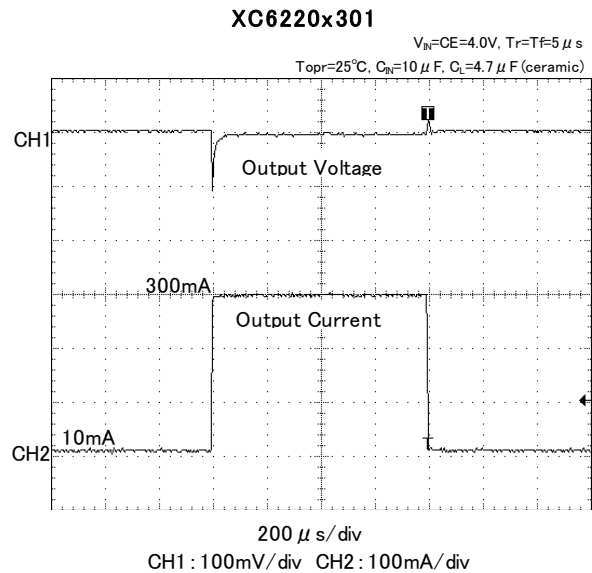 XC6220x301
VIN=CE=4.0V, Tr=Tf=5μs
Topr=25℃, CIN=10μF, CL=4.7μF (ceramic)
T
CH1
Output Voltage
300mA
Output Current
10mA
CH2
200μs/div
CH1:100mV/div CH2:100mA/div